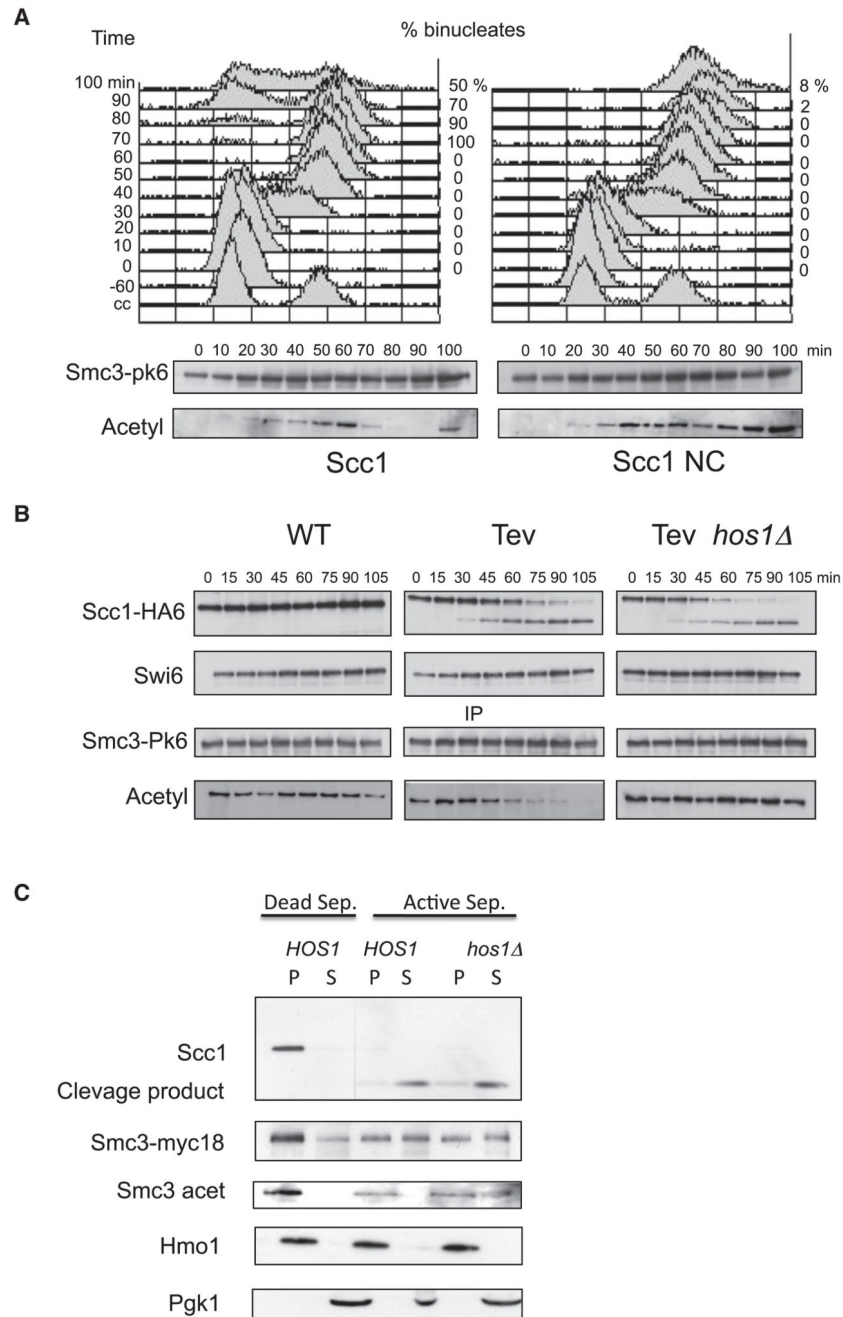 A
Time
% binucleates
100 min
90
80
70
60
50
40
30
20
10
0
-60
cc
50 %
70
90
100
0
0
0
0
0
0
0
8 %
2
0
0
0
0
0
0
0
0
0
0 10 20 30 40 50 60 70 80 90 100
0 10 20 30 40 50 60 70 80 90 100 min
Smc3-pk6
Acetyl
Scc1
Scc1 NC
B
WT
Tev
Tev hos1Δ
0 15 30 45 60 75 90 105
0 15 30 45 60 75 90 105
0 15 30 45 60 75 90 105 min
Scc1-HA6
Swi6
IP
Smc3-Pk6
Acetyl
C
Dead Sep.
Active Sep.
HOS1
HOS1
hos1Δ
P S P S P S
Scc1
Clevage product
Smc3-myc18
Smc3 acet
Hmo1
Pgk1